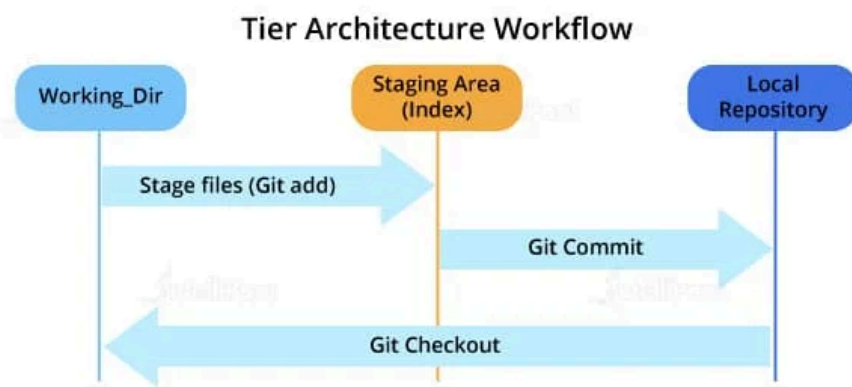 Tier Architecture Workflow
Working_Dir
Staging Area
(Index)
Local
Repository
Stage files (Git add)
Git Commit
Git Checkout